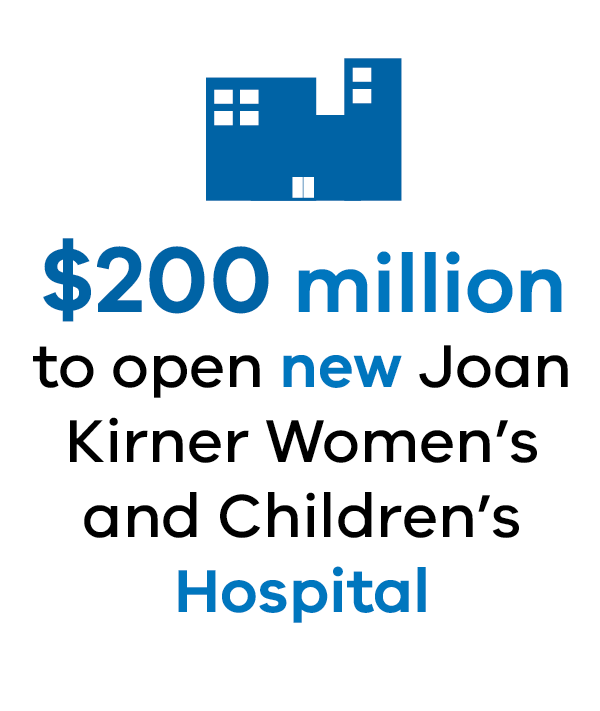 $200 million
to open new Joan
Kirner Women’s
and Children’s
Hospital